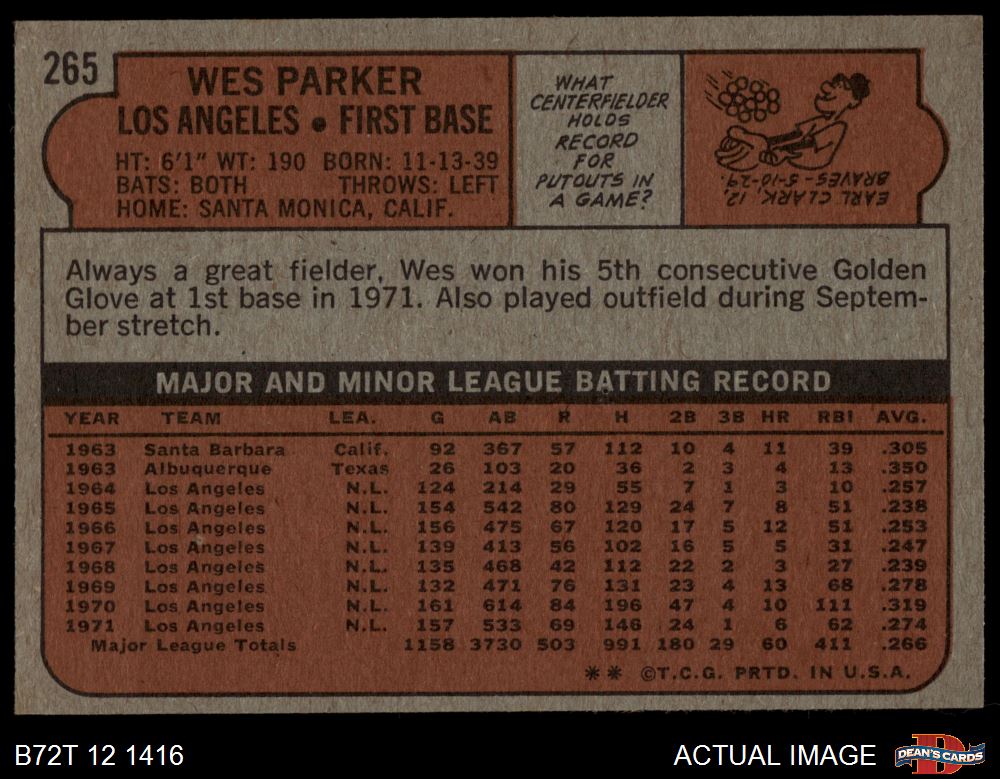 265
WES PARKER
LOS ANGELES • FIRST BASE
HT: 6'1" WT: 190 BORN: 11-13-39
BATS: BOTH THROWS: LEFT
HOME: SANTA MONICA, CALIF.
WHAT
CENTERFIELDER
HOLDS
RECORD
FOR
PUTOUTS IN
A GAME?
EARL CLARK, 12,
BRAVES-5-10-29.
Always a great fielder, Wes won his 5th consecutive Golden
Glove at 1st base in 1971. Also played outfield during Septem-
ber stretch.
MAJOR AND MINOR LEAGUE BATTING RECORD
YEAR TEAM LEA. G AB R H 2B 3B HR RBI AVG.
1963 Santa Barbara Calif. 92 367 57 112 10 4 11 39 .305
1963 Albuquerque Texas 26 103 20 36 2 3 4 13 .350
1964 Los Angeles N.L. 124 214 29 55 7 1 3 10 .257
1965 Los Angeles N.L. 154 542 80 129 24 7 8 51 .238
1966 Los Angeles N.L. 156 475 67 120 17 5 12 51 .253
1967 Los Angeles N.L. 139 413 56 102 16 5 5 31 .247
1968 Los Angeles N.L. 135 468 42 112 22 2 3 27 .239
1969 Los Angeles N.L. 132 471 76 131 23 4 13 68 .278
1970 Los Angeles N.L. 161 614 84 196 47 4 10 111 .319
1971 Los Angeles N.L. 157 533 69 146 24 1 6 62 .274
Major League Totals 1158 3730 503 991 180 29 60 411 .266
** ©T.C.G. PRTD. IN U.S.A.
B72T 12 1416
ACTUAL IMAGE
DEAN'S CARDS